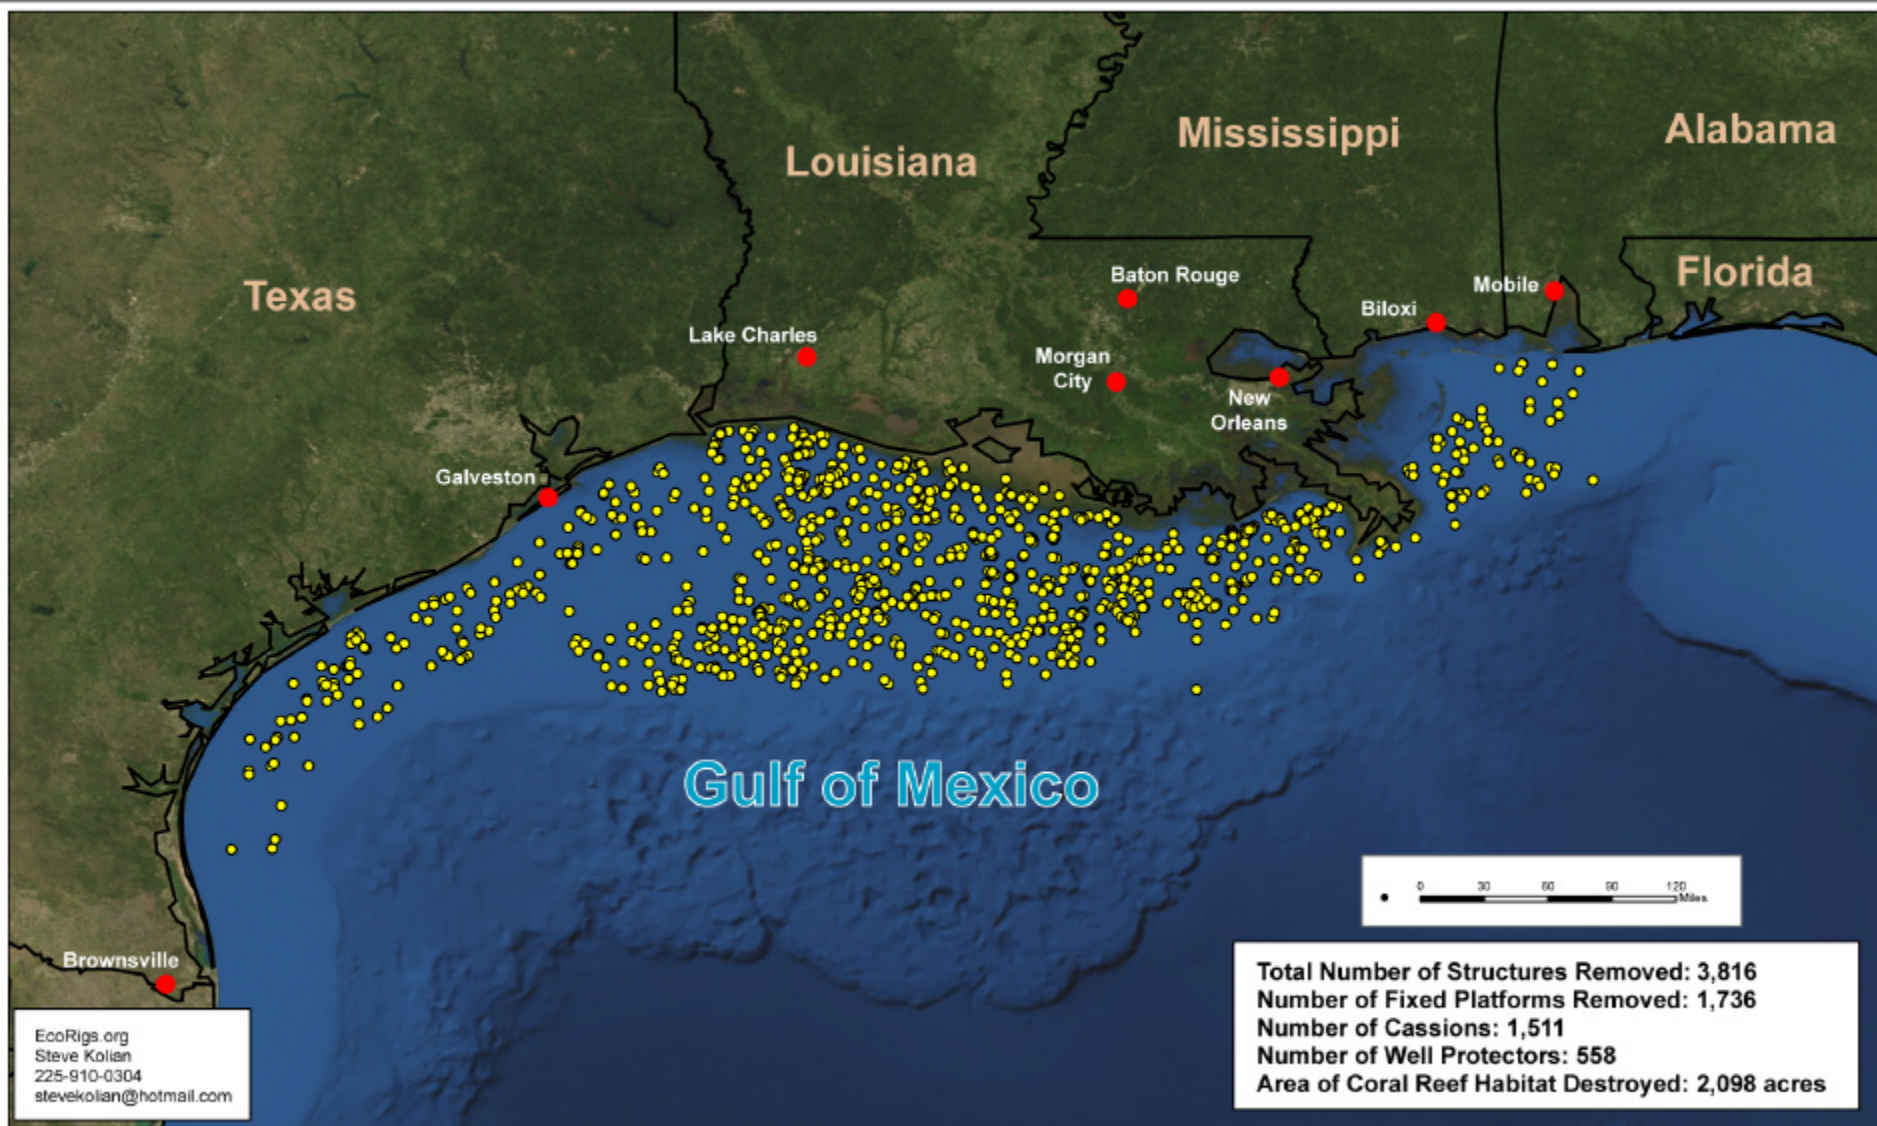 Mississippi
Alabama
Louisiana
Texas
Florida
Baton Rouge
Mobile
Biloxi
Lake Charles
Morgan
City
New
Orleans
Galveston
Gulf of Mexico
0 30 60 90 120
Miles
Brownsville
EcoRigs.org
Steve Kolian
225-910-0304
stevekolian@hotmail.com
Total Number of Structures Removed: 3,816
Number of Fixed Platforms Removed: 1,736
Number of Cassions: 1,511
Number of Well Protectors: 558
Area of Coral Reef Habitat Destroyed: 2,098 acres